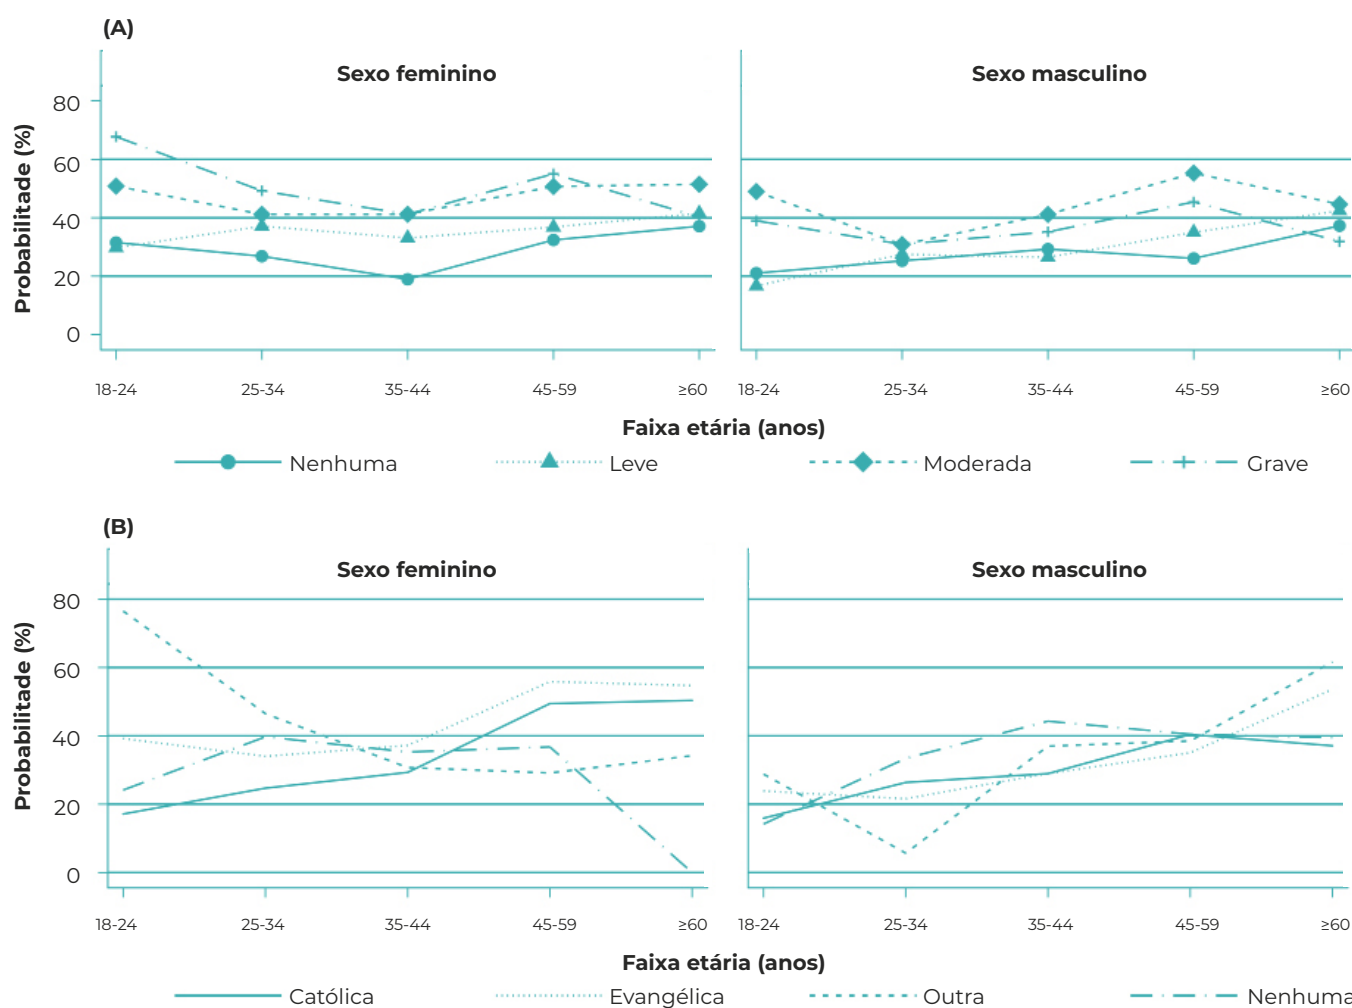 (A)
Sexo feminino Sexo masculino
Probabilitade (%)
80
60
40
20
0
18-24 25-34 35-44 45-59 ≥60 18-24 25-34 35-44 45-59 ≥60
Faixa etária (anos)
Nenhuma Leve Moderada Grave
(B)
Sexo feminino Sexo masculino
Probabilitade (%)
80
60
40
20
0
18-24 25-34 35-44 45-59 ≥60 18-24 25-34 35-44 45-59 ≥60
Faixa etária (anos)
Católica Evangélica Outra Nenhuma